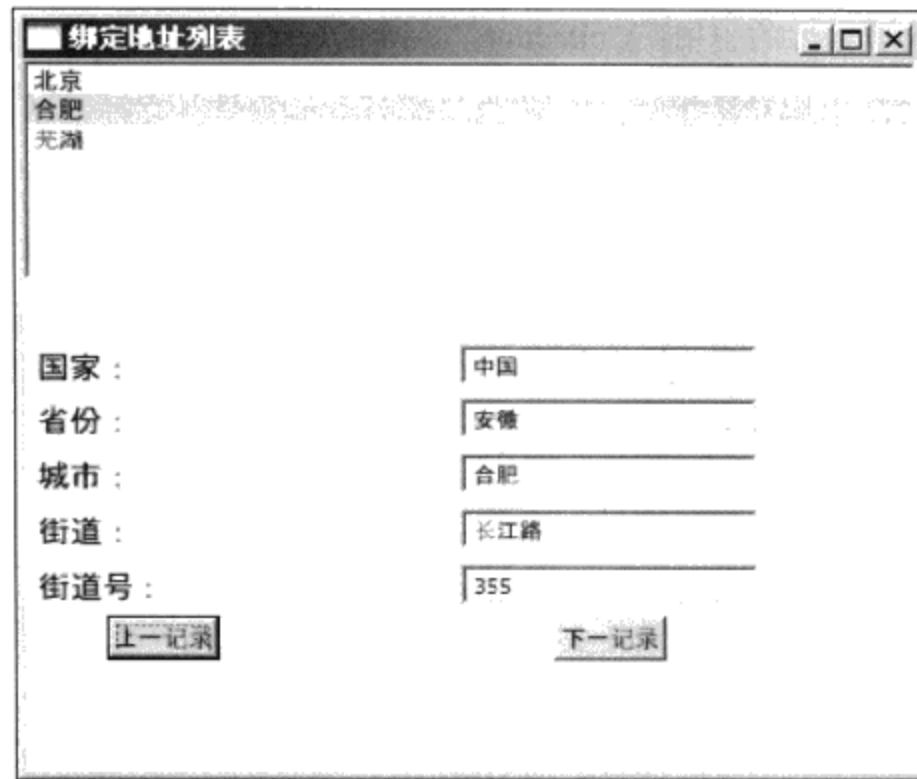 绑定地址列表
北京
合肥
芜湖
国家：
中国
省份：
安徽
城市：
合肥
街道：
长江路
街道号：
355
上一记录
下一记录